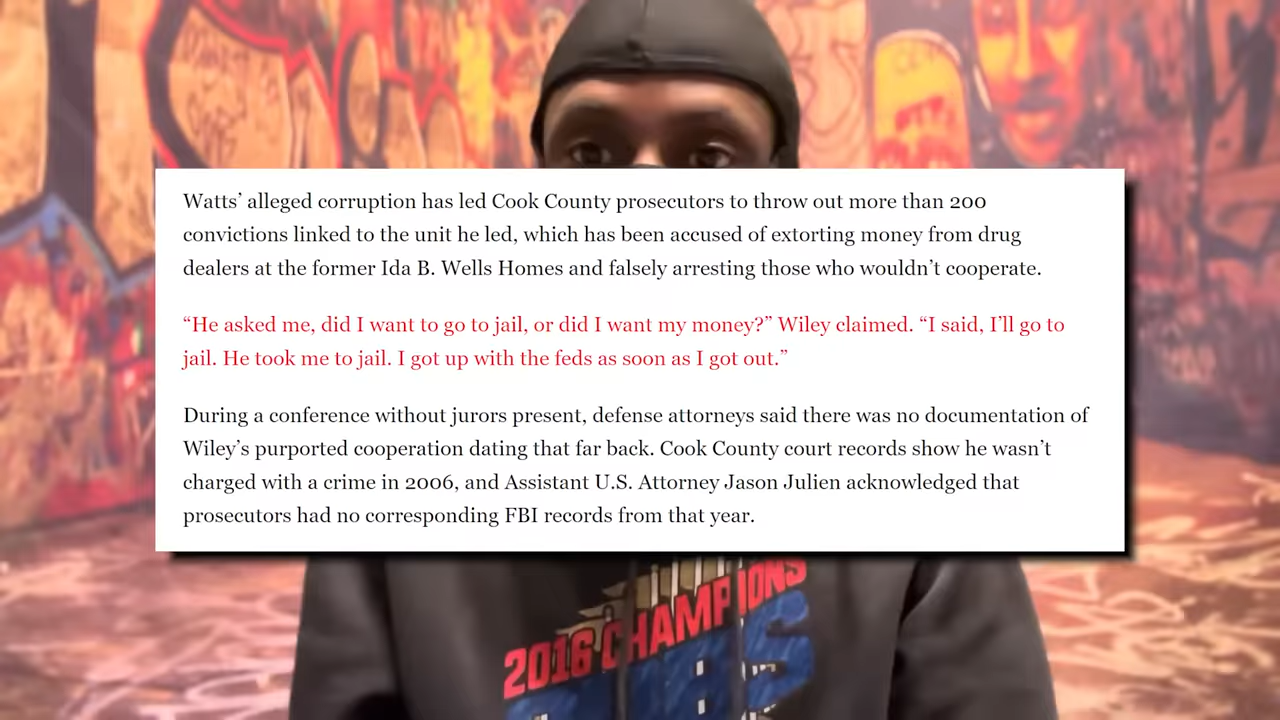 Watts’ alleged corruption has led Cook County prosecutors to throw out more than 200
convictions linked to the unit he led, which has been accused of extorting money from drug
dealers at the former Ida B. Wells Homes and falsely arresting those who wouldn’t cooperate.
“He asked me, did I want to go to jail, or did I want my money?” Wiley claimed. “I said, I’ll go to
jail. He took me to jail. I got up with the feds as soon as I got out.”
During a conference without jurors present, defense attorneys said there was no documentation of
Wiley’s purported cooperation dating that far back. Cook County court records show he wasn’t
charged with a crime in 2006, and Assistant U.S. Attorney Jason Julien acknowledged that
prosecutors had no corresponding FBI records from that year.
2016 CHAMPIONS